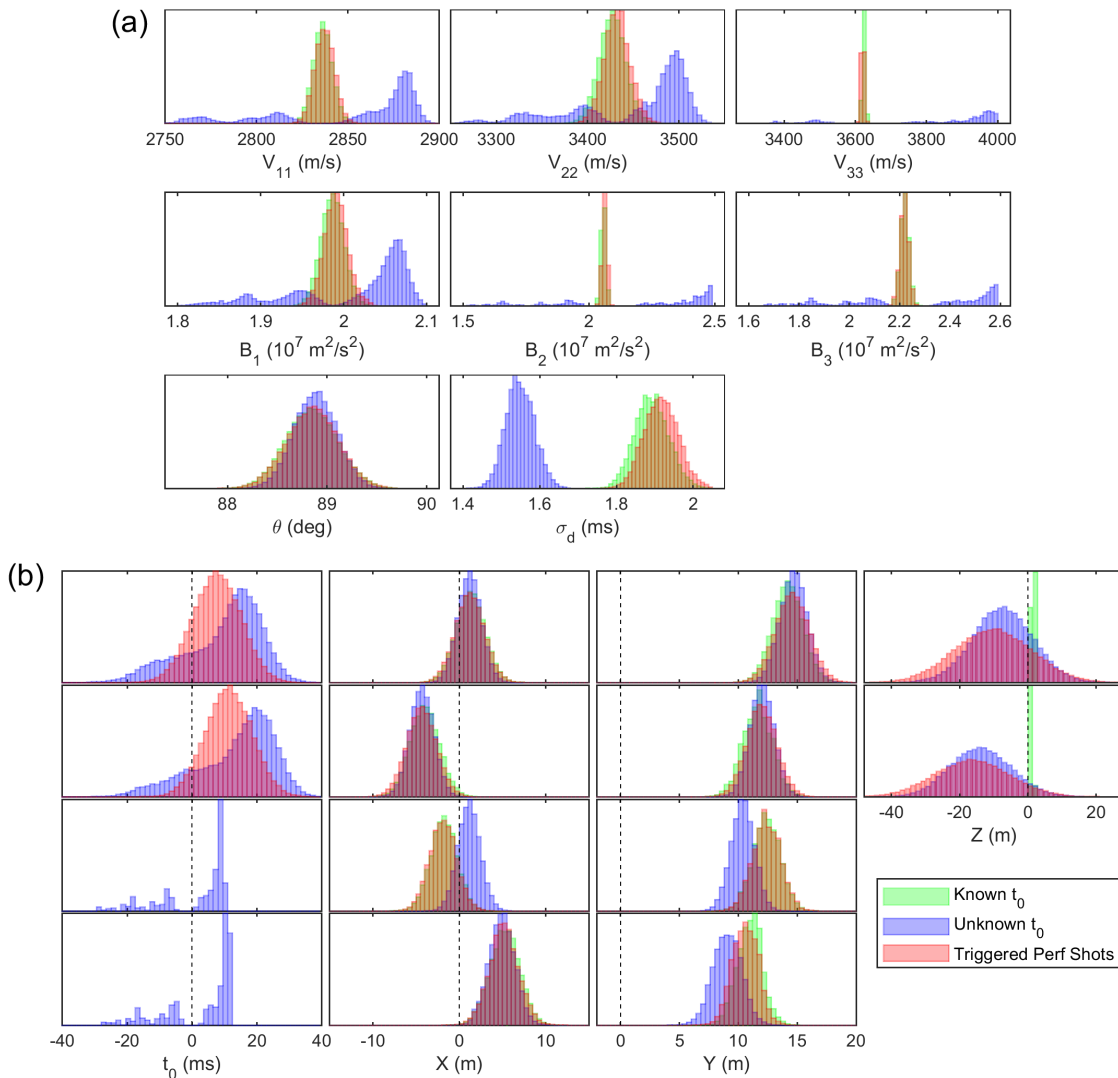 (a)
2750 2800 2850 2900
V11 (m/s)
3300 3400 3500
V22 (m/s)
3400 3600 3800 4000
V33 (m/s)
1.8 1.9 2 2.1
B1 (10^7 m^2/s^2)
1.5 2 2.5
B2 (10^7 m^2/s^2)
1.6 1.8 2 2.2 2.4 2.6
B3 (10^7 m^2/s^2)
88 89 90
θ (deg)
1.4 1.6 1.8 2
σd (ms)
(b)
-40 -20 0 20 40
t0 (ms)
-10 0 10
X (m)
0 5 10 15 20
Y (m)
-40 -20 0 20
Z (m)
Known t0
Unknown t0
Triggered Perf Shots